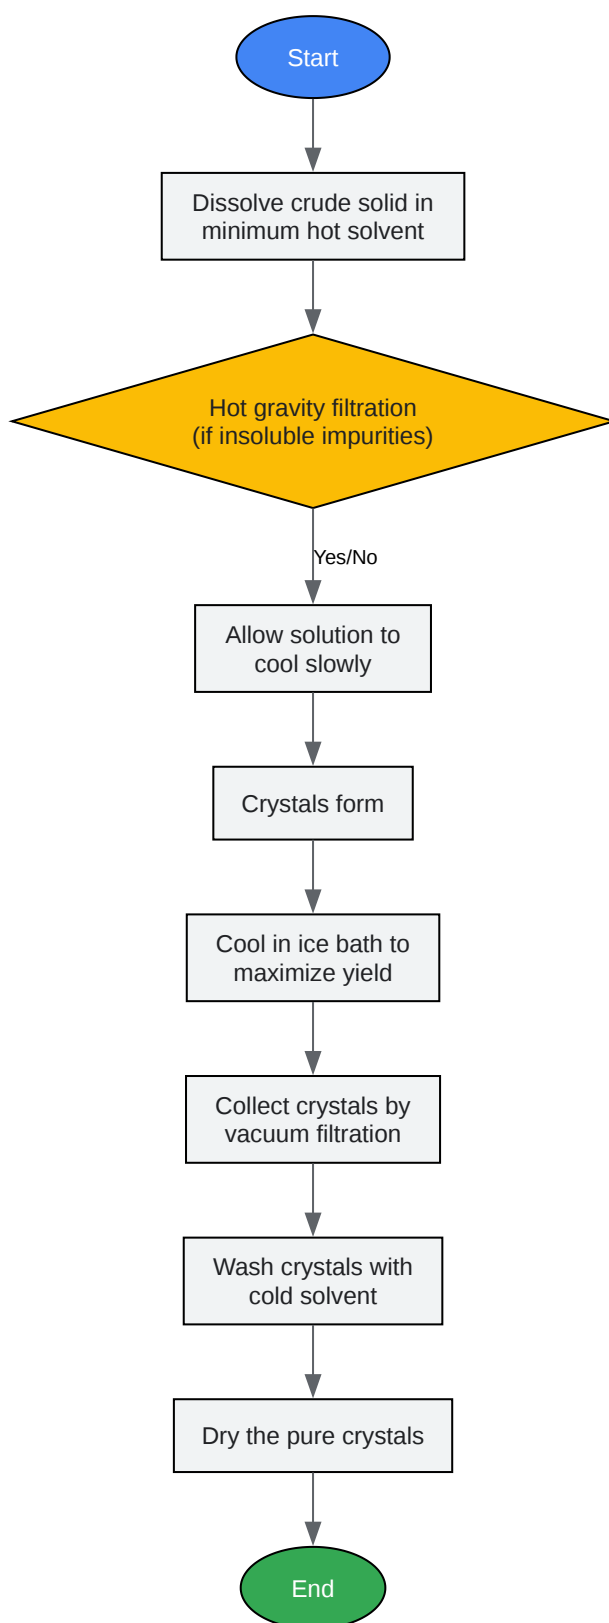 Start
Dissolve crude solid in
minimum hot solvent
Hot gravity filtration
(if insoluble impurities)
Yes/No
Allow solution to
cool slowly
Crystals form
Cool in ice bath to
maximize yield
Collect crystals by
vacuum filtration
Wash crystals with
cold solvent
Dry the pure crystals
End